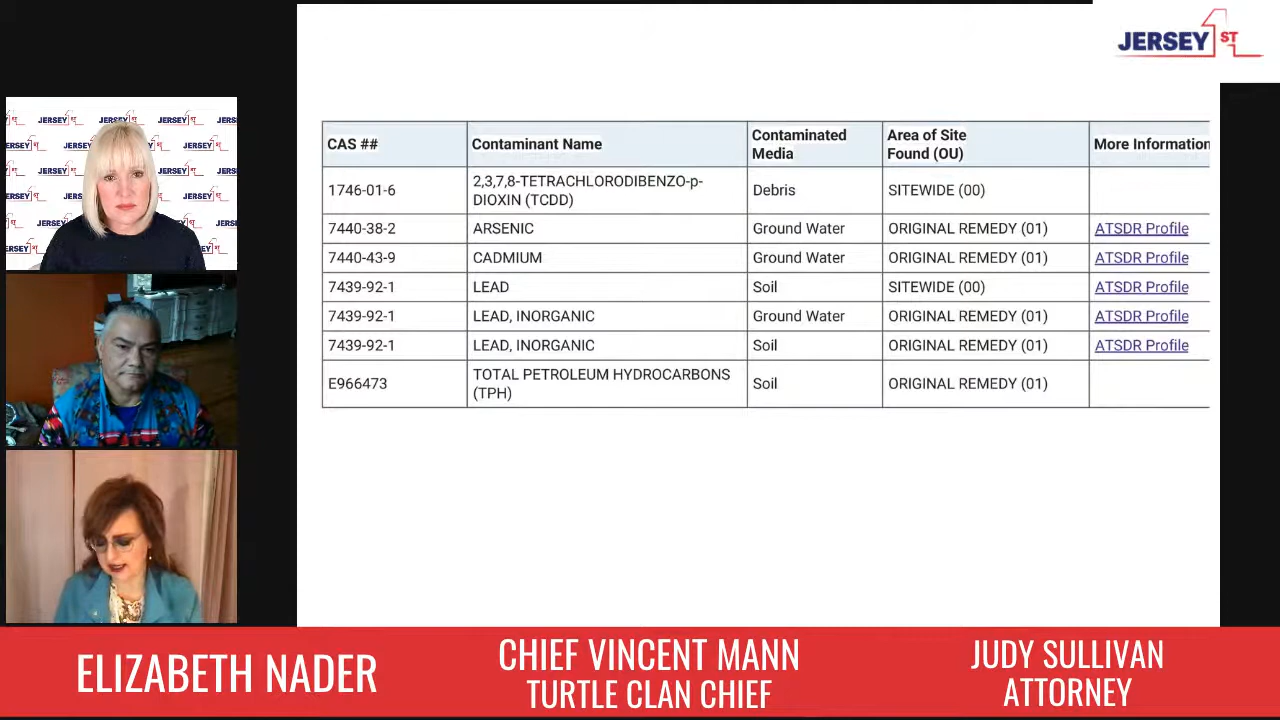 JERSEY 1ST
CAS ## Contaminant Name Contaminated Media Area of Site Found (OU) More Information
1746-01-6 2,3,7,8-TETRACHLORODIBENZO-p-DIOXIN (TCDD) Debris SITEWIDE (00)
7440-38-2 ARSENIC Ground Water ORIGINAL REMEDY (01) ATSDR Profile
7440-43-9 CADMIUM Ground Water ORIGINAL REMEDY (01) ATSDR Profile
7439-92-1 LEAD Soil SITEWIDE (00) ATSDR Profile
7439-92-1 LEAD, INORGANIC Ground Water ORIGINAL REMEDY (01) ATSDR Profile
7439-92-1 LEAD, INORGANIC Soil ORIGINAL REMEDY (01) ATSDR Profile
E966473 TOTAL PETROLEUM HYDROCARBONS (TPH) Soil ORIGINAL REMEDY (01)
ELIZABETH NADER
CHIEF VINCENT MANN
TURTLE CLAN CHIEF
JUDY SULLIVAN
ATTORNEY